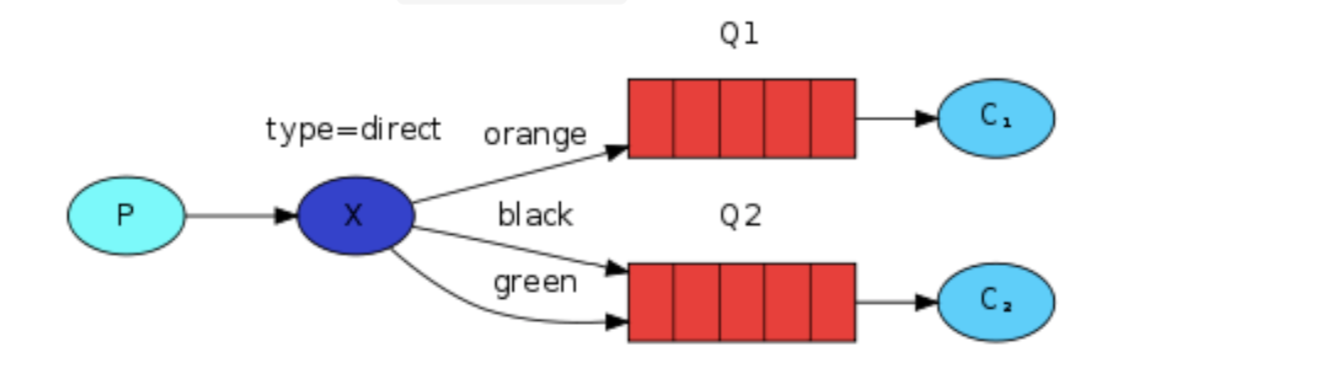 Q1
type=direct
orange
C₁
P
X
black
Q2
green
C₂